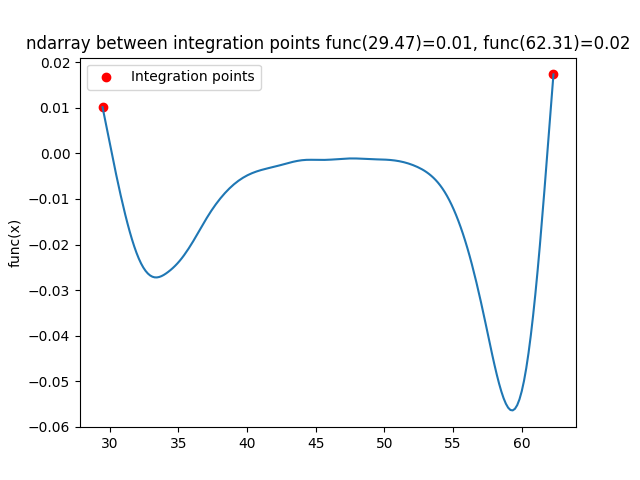 ndarray between integration points func(29.47)=0.01, func(62.31)=0.02
Integration points
0.02
0.01
0.00
−0.01
−0.02
−0.03
−0.04
−0.05
−0.06
func(x)
30 35 40 45 50 55 60